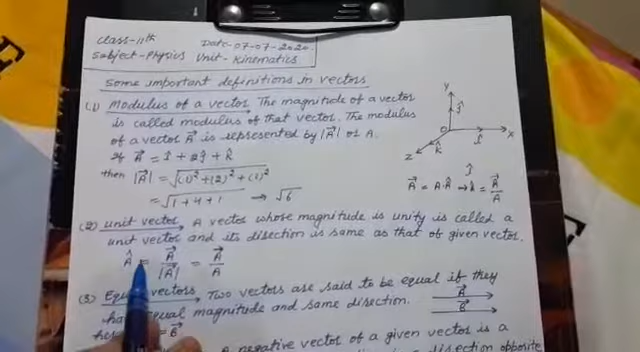 Class-11th Date-07-07-2020
Subject-Physics Unit-Kinematics
Some important definitions in vectors
(1) Modulus of a vector The magnitude of a vector
is called modulus of that vector. The modulus
of a vector A⃗ is represented by |A⃗| or A.
If A⃗ = î + 2ĵ + k̂
then |A⃗| = √(1)²+(2)²+(1)²
= √1+4+1 → √6
Y
ĵ
O
X
î
k̂
Z
A⃗ = A·Â → Â = A⃗/A
(2) unit vector A vector whose magnitude is unity is called a
unit vector and its direction is same as that of given vector.
Â = A⃗/|A⃗| = A⃗/A
(3) vectors Two vectors are said to be equal if they
equal magnitude and same direction.
A⃗
B⃗
= B⃗
A negative vector of a given vector is a
direction opposite